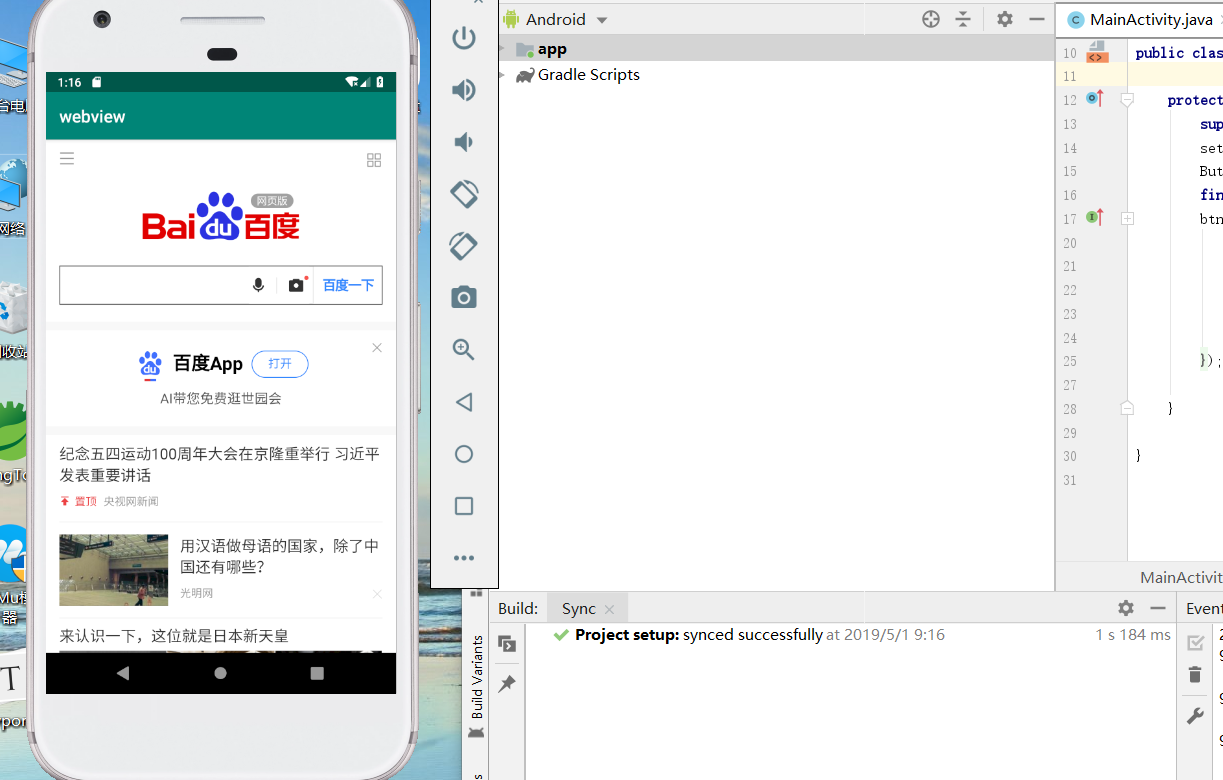 1:16
webview
Bai du 百度
网页版
百度一下
du 百度App 打开
AI带您免费逛世园会
纪念五四运动100周年大会在京隆重举行 习近平
发表重要讲话
置顶 央视网新闻
用汉语做母语的国家，除了中
国还有哪些？
光明网
来认识一下，这位就是日本新天皇
Android
app
Gradle Scripts
MainActivity.java
10 public clas
11
12 protect
13 sup
14 set
15 But
16 fin
17 btn
20
21
22
23
24
25 });
27
28 }
29
30 }
31
MainActivit
Build: Sync
Project setup: synced successfully at 2019/5/1 9:16 1 s 184 ms
Build Variants
Event